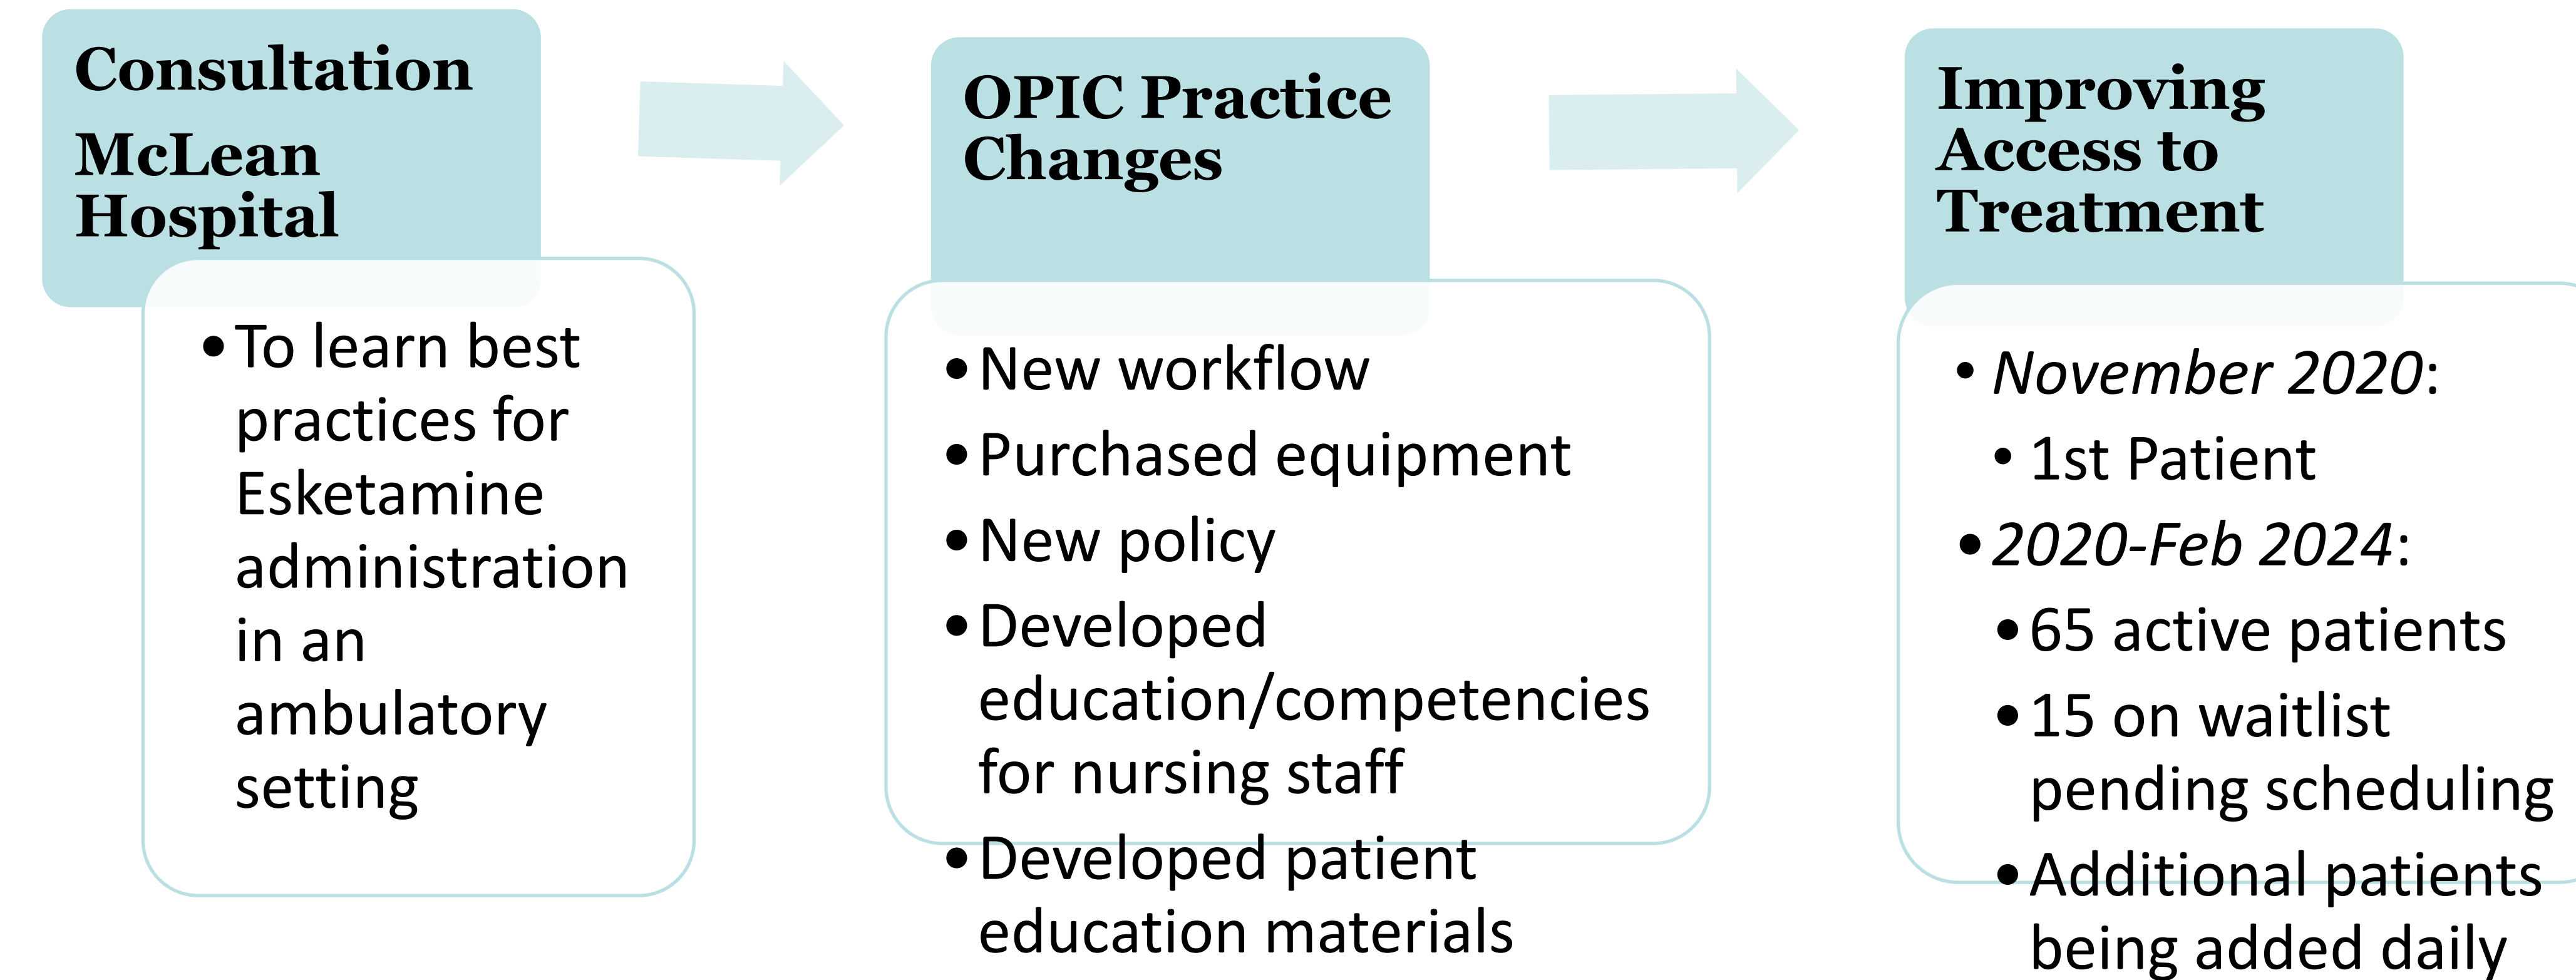 Consultation
McLean
Hospital
•To learn best
practices for
Esketamine
administration
in an
ambulatory
setting
OPIC Practice
Changes
•New workflow
•Purchased equipment
•New policy
•Developed
education/competencies
for nursing staff
•Developed patient
education materials
Improving
Access to
Treatment
• November 2020:
• 1st Patient
•2020-Feb 2024:
•65 active patients
•15 on waitlist
pending scheduling
•Additional patients
being added daily